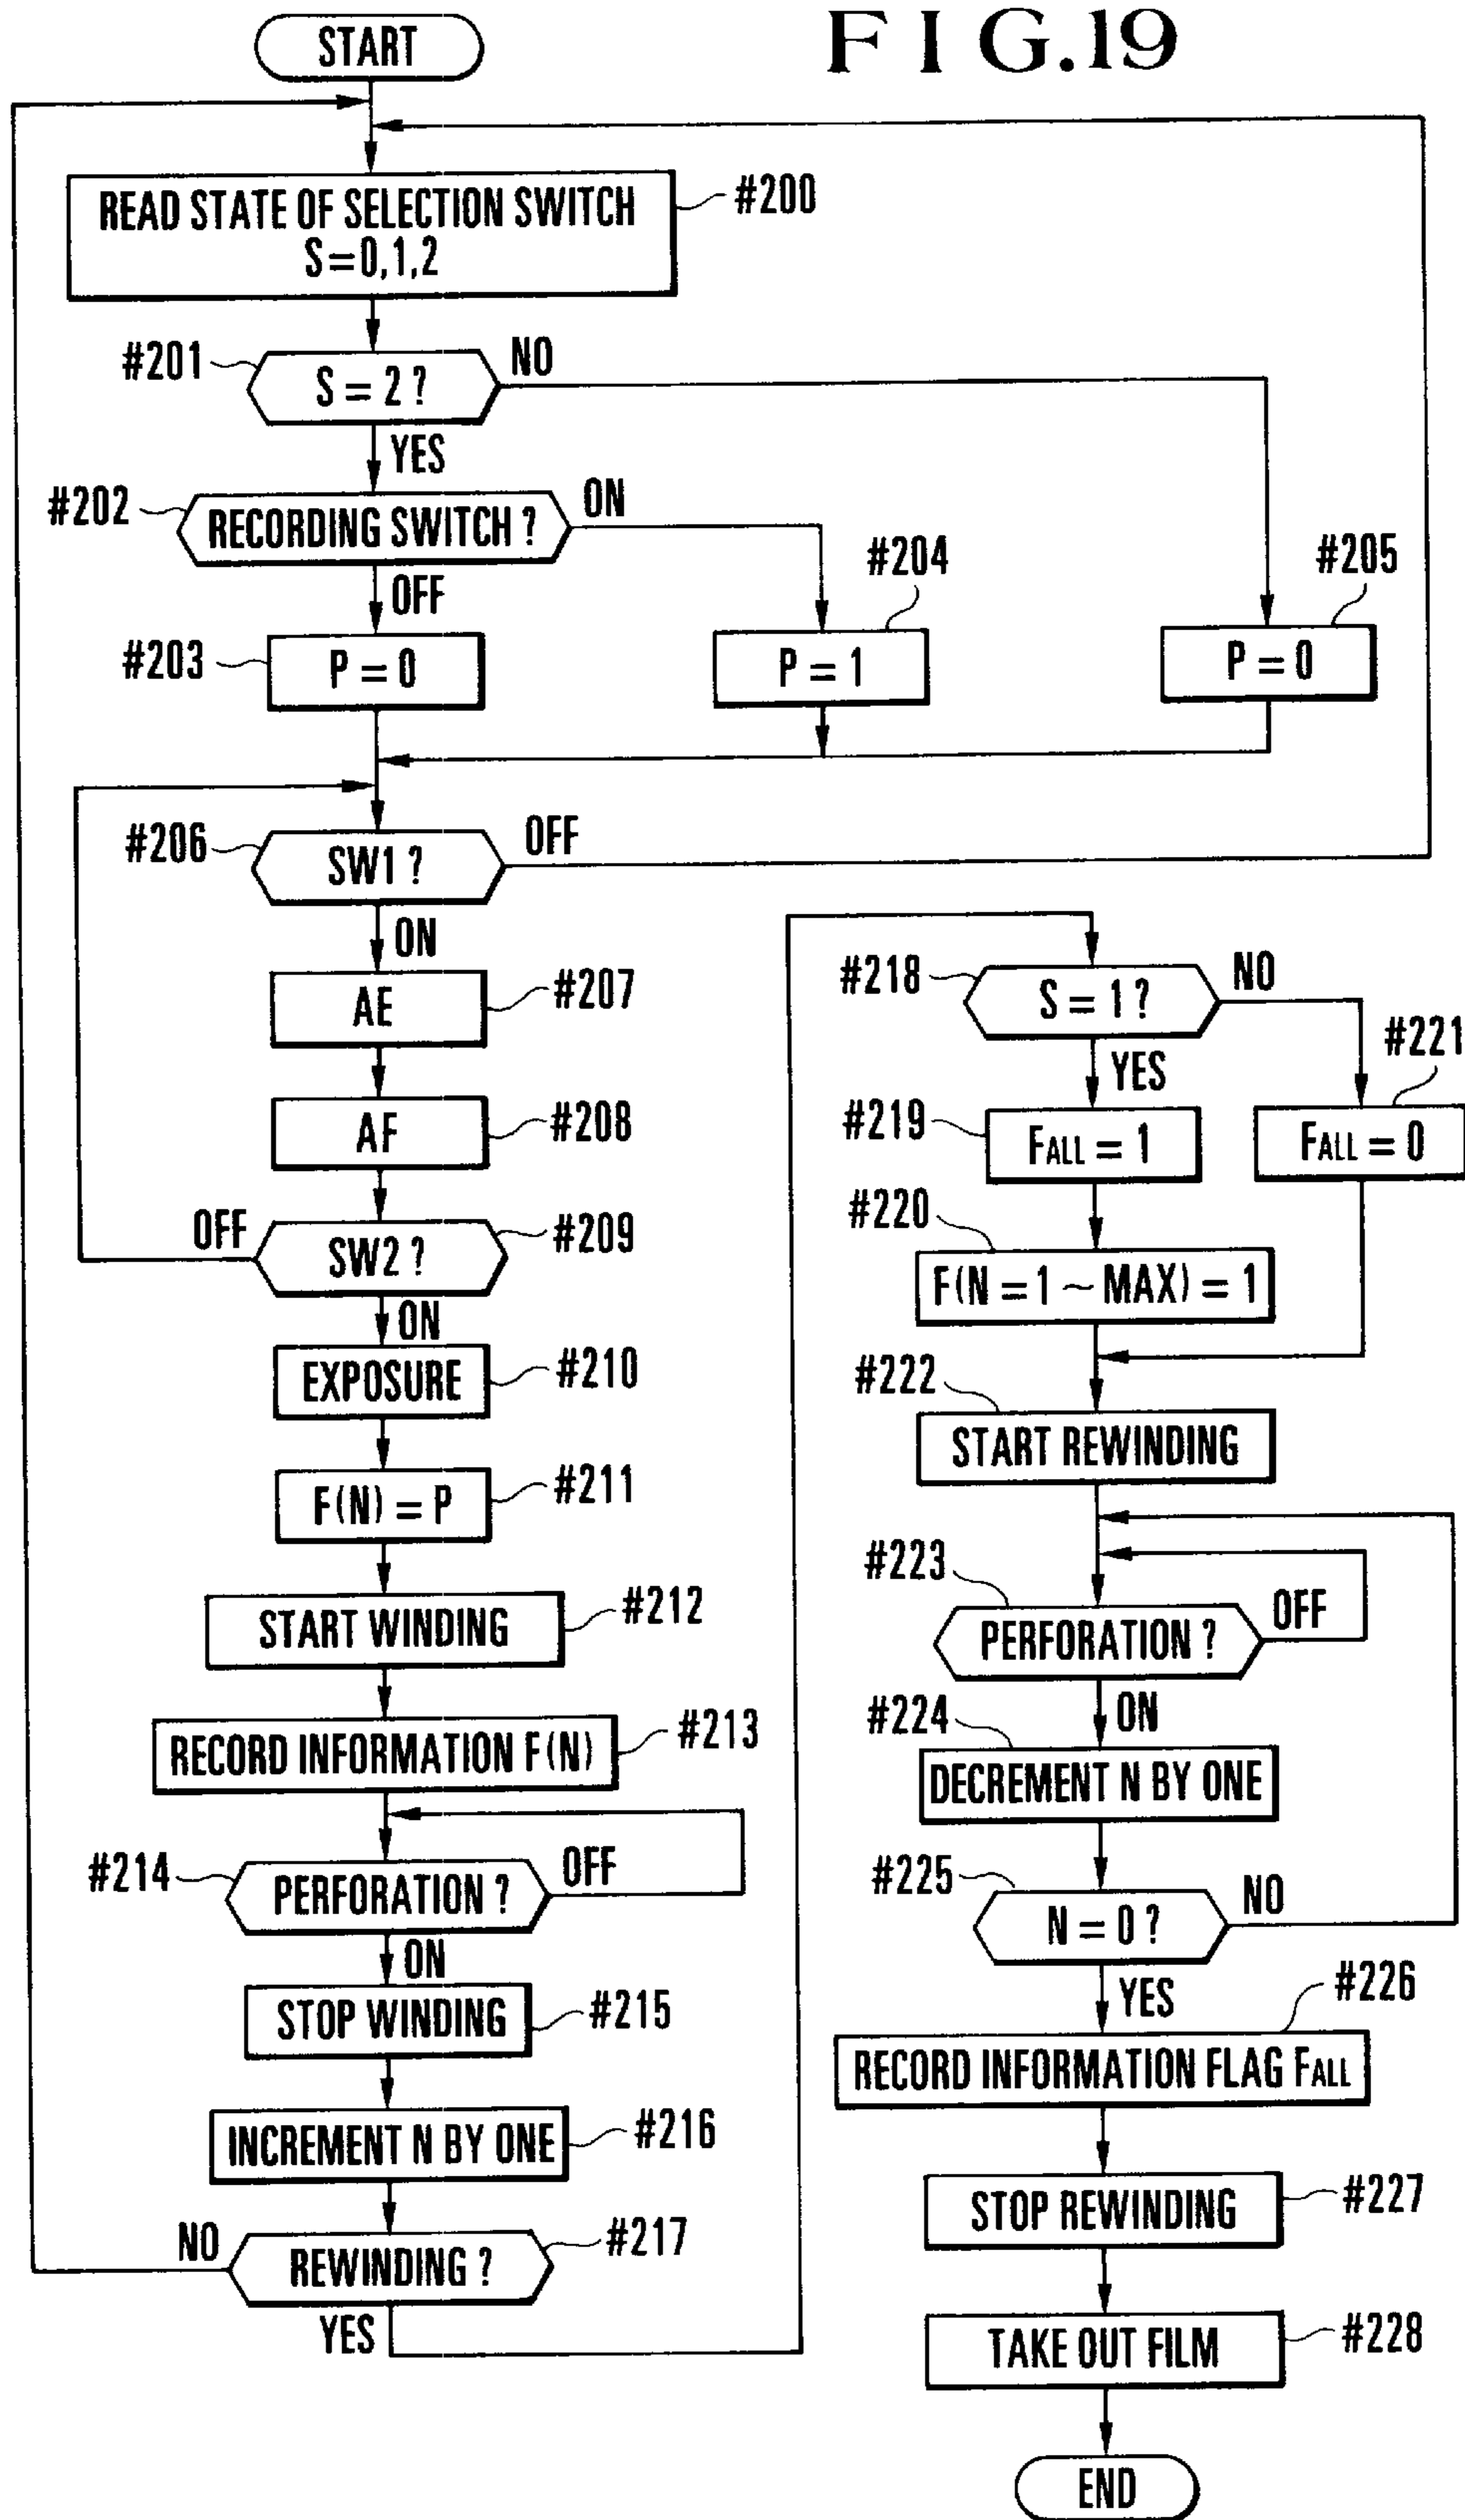 FIG.19
START
READ STATE OF SELECTION SWITCH
S=0,1,2
#200
#201
S = 2 ?
NO
YES
#202
RECORDING SWITCH ?
ON
OFF
#203
P = 0
#204
P = 1
#205
P = 0
#206
SW1 ?
OFF
ON
AE
#207
AF
#208
OFF
SW2 ?
#209
ON
EXPOSURE
#210
F(N) = P
#211
START WINDING
#212
RECORD INFORMATION F(N)
#213
#214
PERFORATION ?
OFF
ON
STOP WINDING
#215
INCREMENT N BY ONE
#216
NO
REWINDING ?
#217
YES
#218
S = 1 ?
NO
YES
#219
FALL = 1
#221
FALL = 0
#220
F(N = 1 ~ MAX) = 1
#222
START REWINDING
#223
PERFORATION ?
OFF
ON
#224
DECREMENT N BY ONE
#225
N = 0 ?
NO
YES
#226
RECORD INFORMATION FLAG FALL
STOP REWINDING
#227
TAKE OUT FILM
#228
END